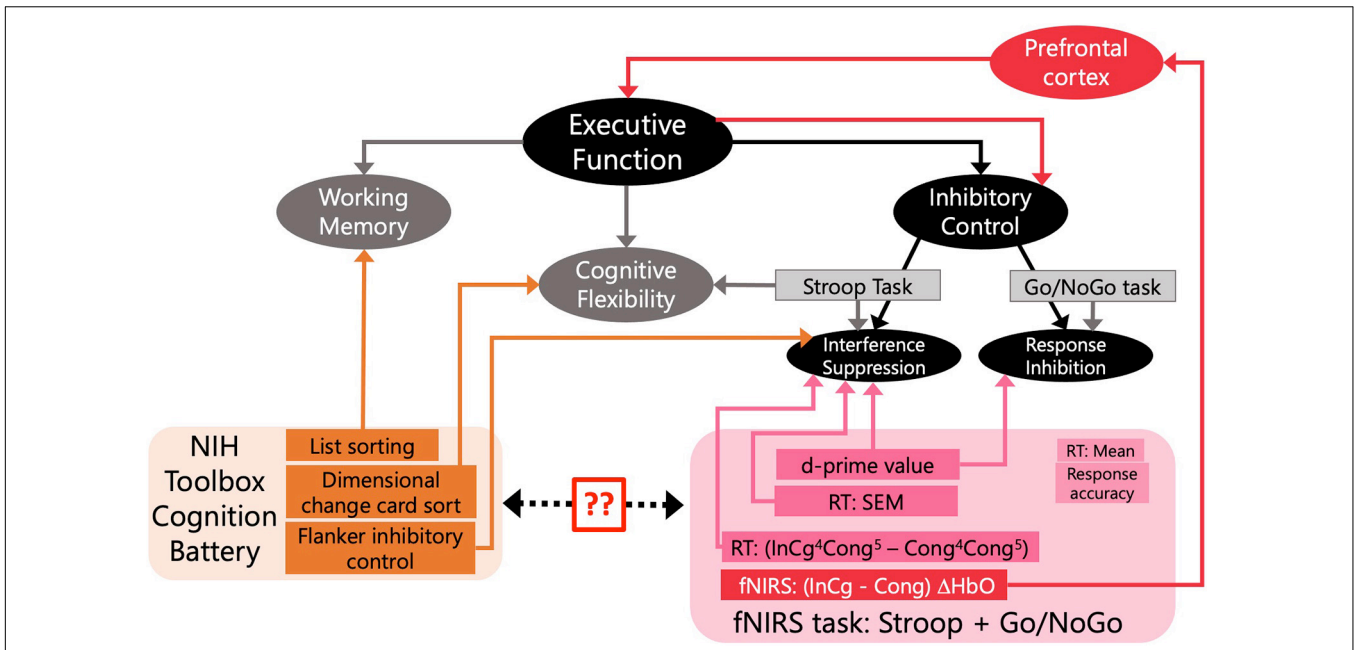 Prefrontal
cortex
Executive
Function
Working
Memory
Inhibitory
Control
Cognitive
Flexibility
Stroop Task
Go/NoGo task
Interference
Suppression
Response
Inhibition
NIH
Toolbox
Cognition
Battery
List sorting
Dimensional
change card sort
Flanker inhibitory
control
??
d-prime value
RT: SEM
RT: (InCg⁴Cong⁵ – Cong⁴Cong⁵)
fNIRS: (InCg - Cong) ΔHbO
RT: Mean
Response
accuracy
fNIRS task: Stroop + Go/NoGo